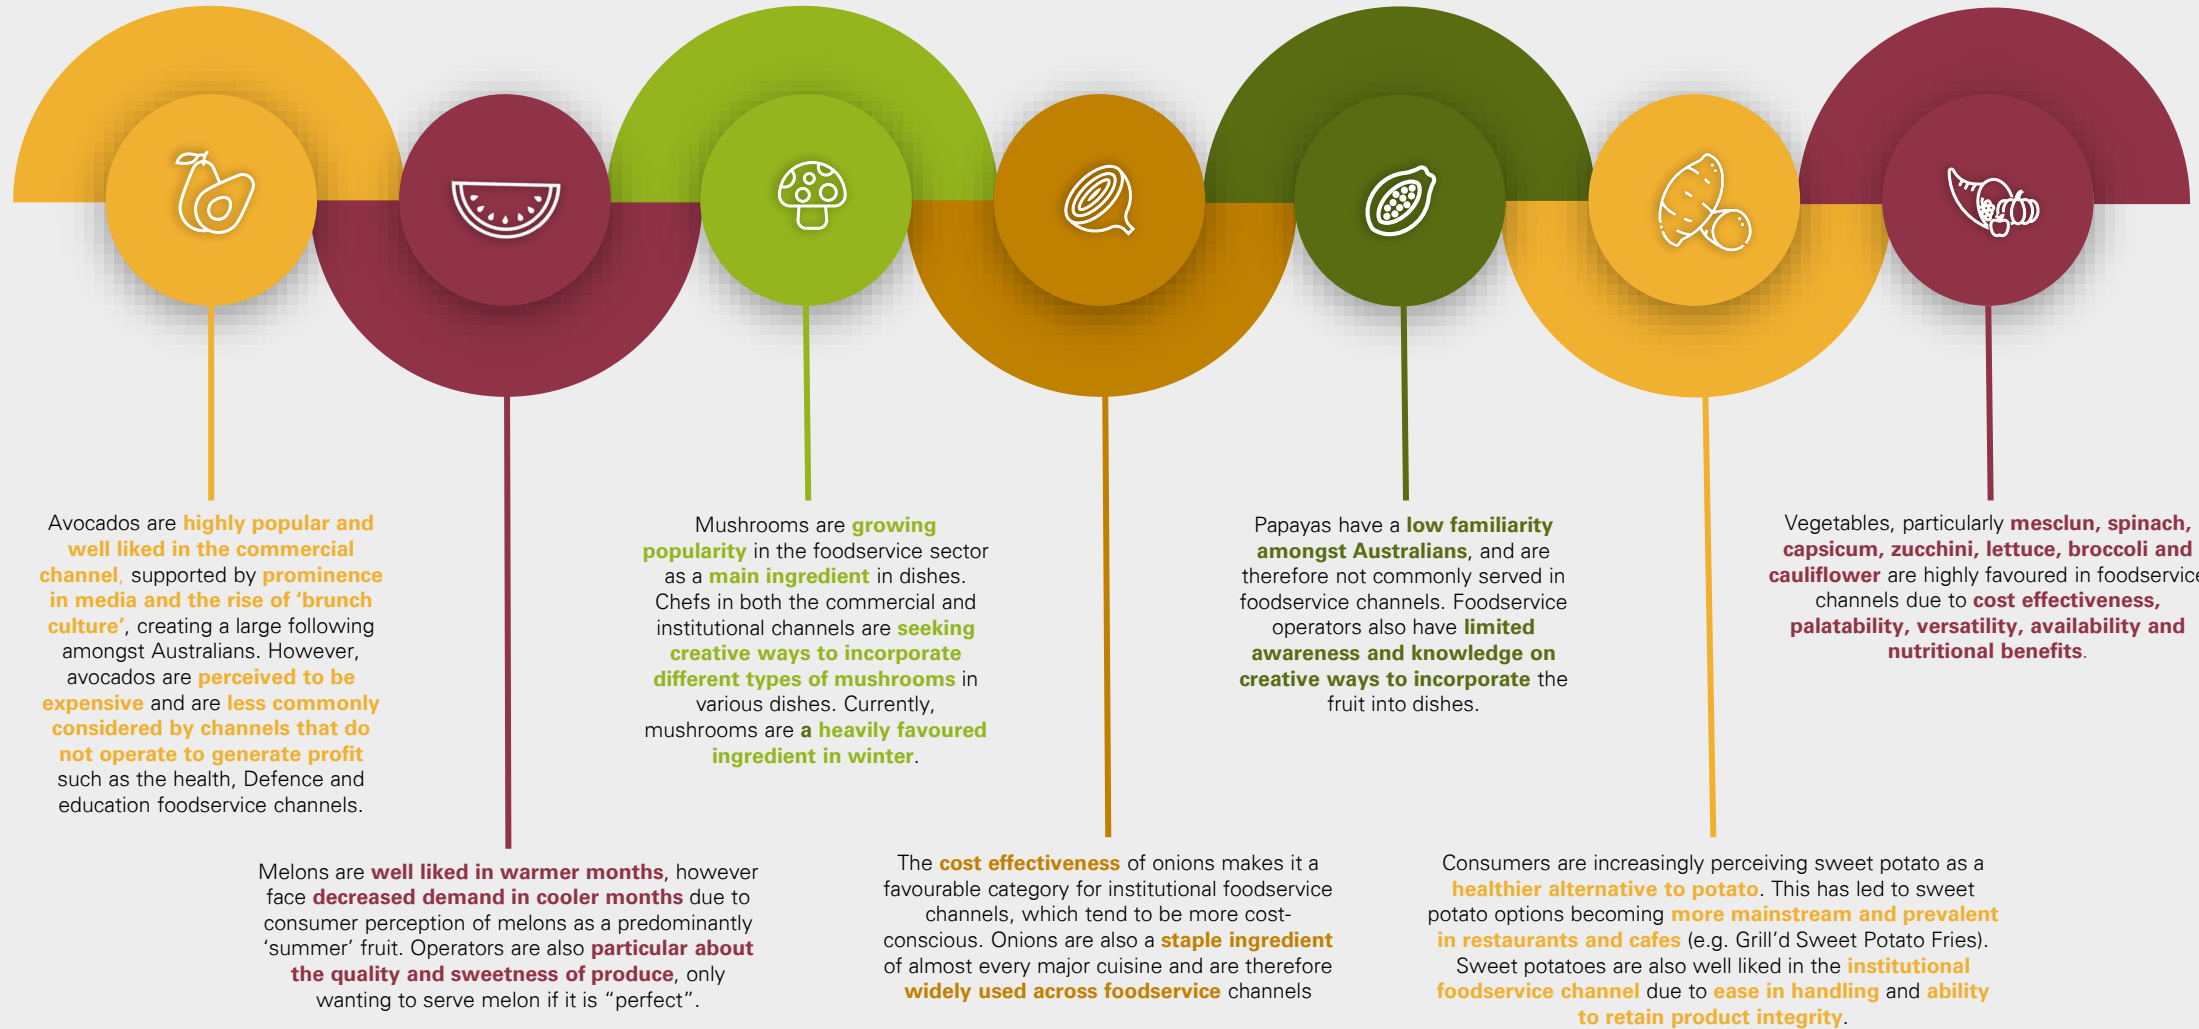 Avocados are highly popular and
well liked in the commercial
channel, supported by prominence
in media and the rise of ‘brunch
culture’, creating a large following
amongst Australians. However,
avocados are perceived to be
expensive and are less commonly
considered by channels that do
not operate to generate profit
such as the health, Defence and
education foodservice channels.
Melons are well liked in warmer months, however
face decreased demand in cooler months due to
consumer perception of melons as a predominantly
‘summer’ fruit. Operators are also particular about
the quality and sweetness of produce, only
wanting to serve melon if it is “perfect”.
Mushrooms are growing
popularity in the foodservice sector
as a main ingredient in dishes.
Chefs in both the commercial and
institutional channels are seeking
creative ways to incorporate
different types of mushrooms in
various dishes. Currently,
mushrooms are a heavily favoured
ingredient in winter.
The cost effectiveness of onions makes it a
favourable category for institutional foodservice
channels, which tend to be more cost-
conscious. Onions are also a staple ingredient
of almost every major cuisine and are therefore
widely used across foodservice channels
Papayas have a low familiarity
amongst Australians, and are
therefore not commonly served in
foodservice channels. Foodservice
operators also have limited
awareness and knowledge on
creative ways to incorporate the
fruit into dishes.
Consumers are increasingly perceiving sweet potato as a
healthier alternative to potato. This has led to sweet
potato options becoming more mainstream and prevalent
in restaurants and cafes (e.g. Grill’d Sweet Potato Fries).
Sweet potatoes are also well liked in the institutional
foodservice channel due to ease in handling and ability
to retain product integrity.
Vegetables, particularly mesclun, spinach,
capsicum, zucchini, lettuce, broccoli and
cauliflower are highly favoured in foodservice
channels due to cost effectiveness,
palatability, versatility, availability and
nutritional benefits.